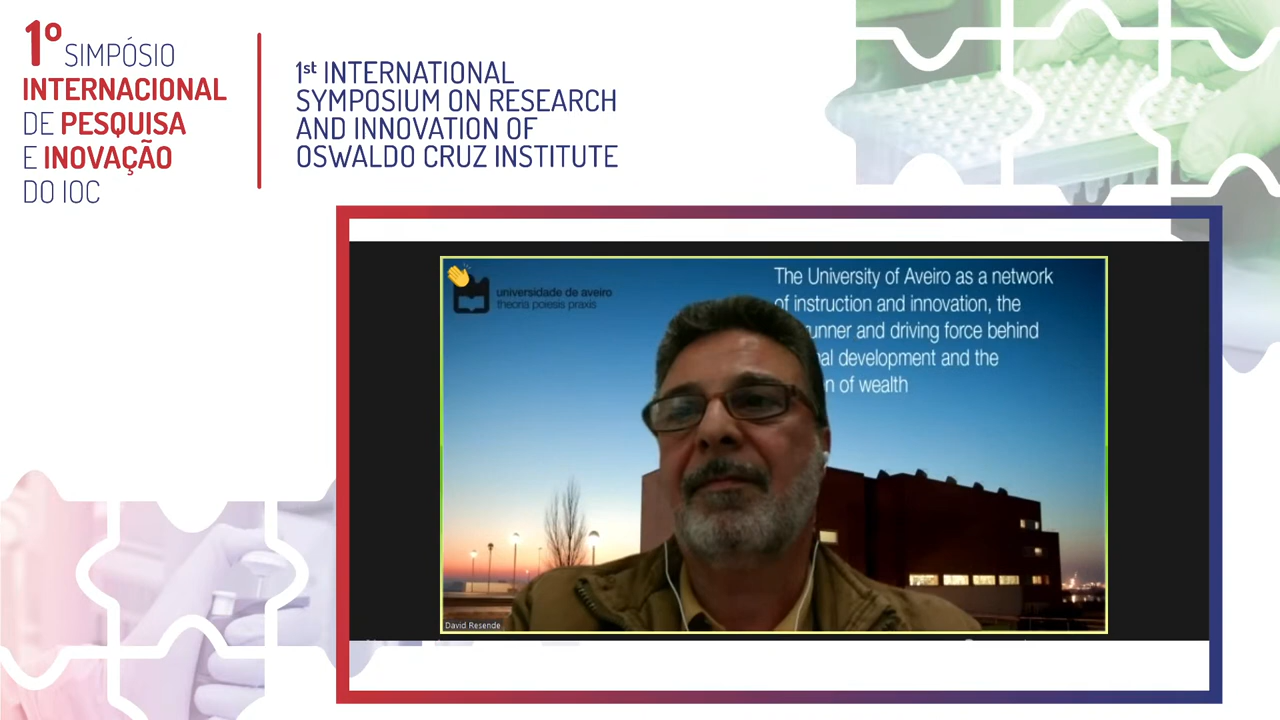 1º SIMPÓSIO
INTERNACIONAL
DE PESQUISA
E INOVAÇÃO
DO IOC
1st INTERNATIONAL
SYMPOSIUM ON RESEARCH
AND INNOVATION OF
OSWALDO CRUZ INSTITUTE
universidade de aveiro
theoria poiesis praxis
The University of Aveiro as a network
of instruction and innovation, the
and driving force behind
development and the
of wealth
David Resende